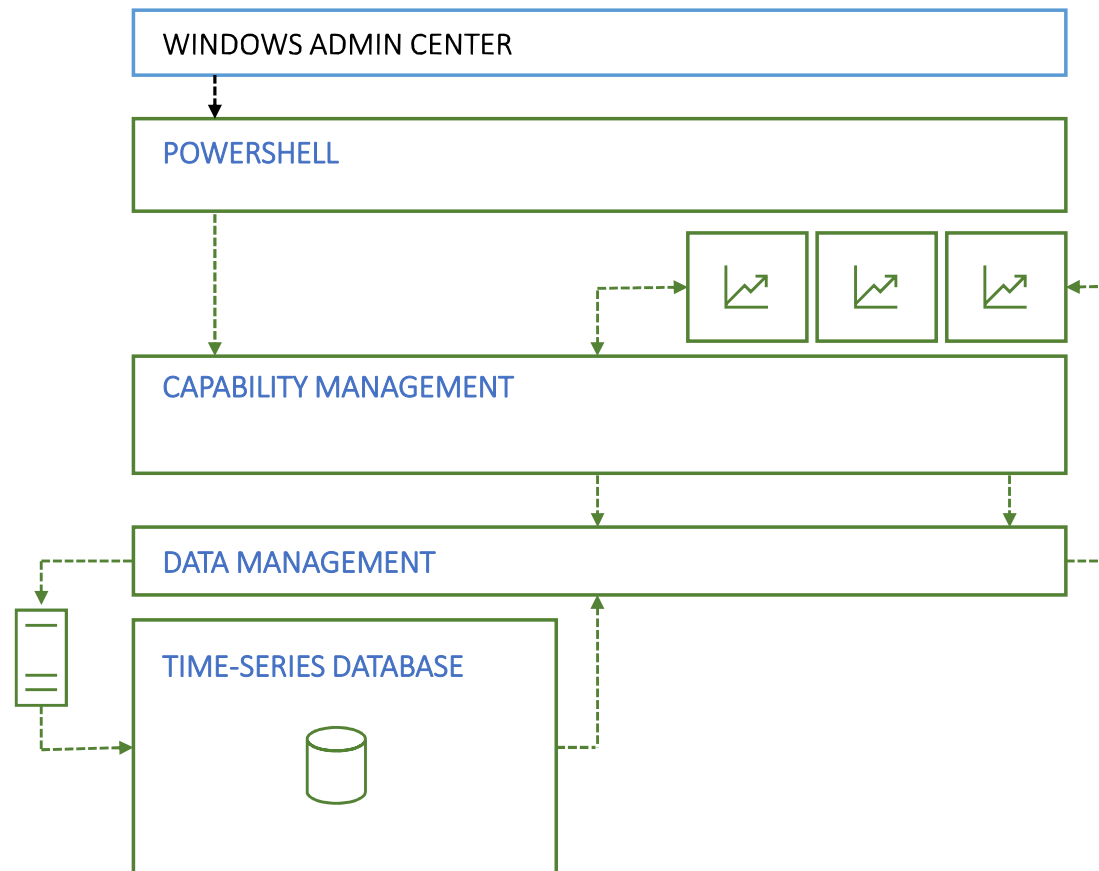 WINDOWS ADMIN CENTER
POWERSHELL
CAPABILITY MANAGEMENT
DATA MANAGEMENT
TIME-SERIES DATABASE